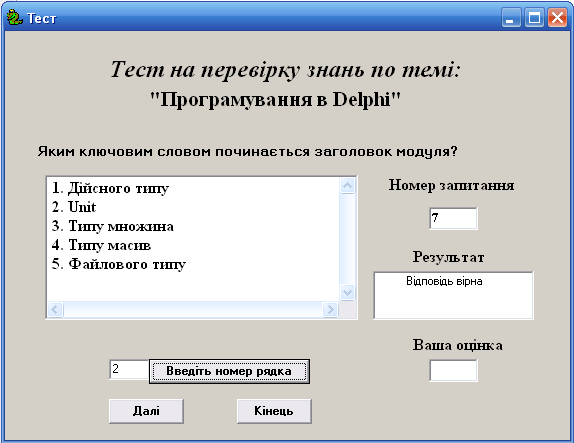 Тест
Тест на перевірку знань по темі:
"Програмування в Delphi"
Яким ключовим словом починається заголовок модуля?
1. Дійсного типу
2. Unit
3. Типу множина
4. Типу масив
5. Файлового типу
Номер запитання
7
Результат
Відповідь вірна
Ваша оцінка
2
Введіть номер рядка
Далі
Кінець